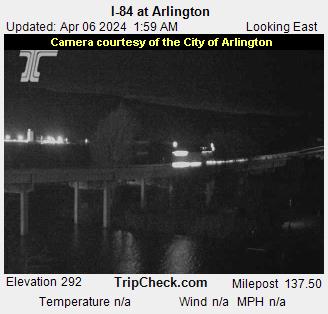 I-84 at Arlington
Updated: Apr 06 2024 1:59 AM Looking East
Camera courtesy of the City of Arlington
Elevation 292 TripCheck.com Milepost 137.50
Temperature n/a Wind n/a MPH n/a